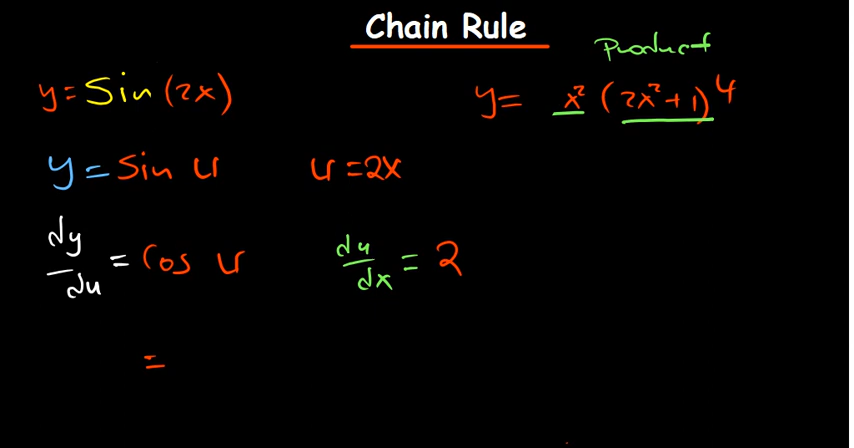 Chain Rule
Product
y = Sin (2x)
y = x² (2x² + 1)⁴
y = Sin u
u = 2x
dy/du = Cos u
du/dx = 2
=